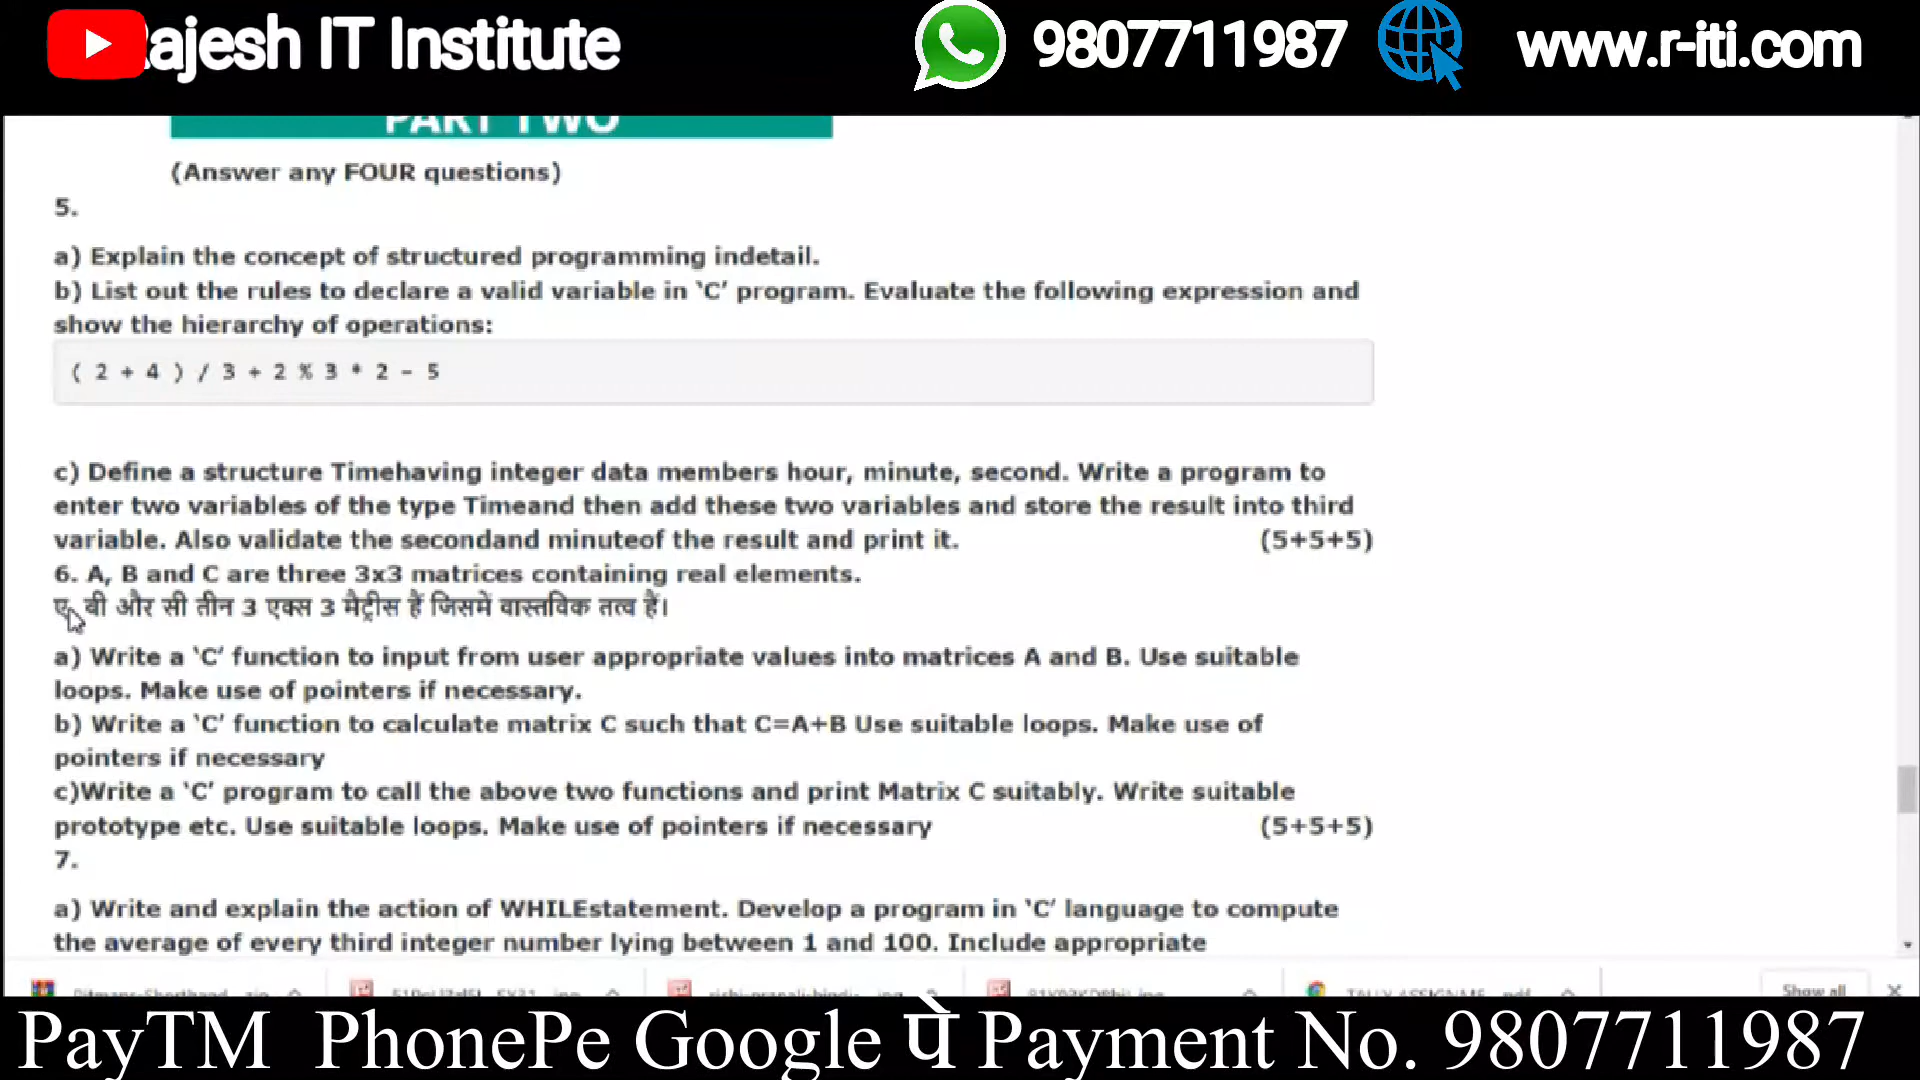 ajesh IT Institute 9807711987 www.r-iti.com
PART TWO
(Answer any FOUR questions)
5.
a) Explain the concept of structured programming indetail.
b) List out the rules to declare a valid variable in ‘C’ program. Evaluate the following expression and
show the hierarchy of operations:
( 2 + 4 ) / 3 + 2 % 3 * 2 - 5
c) Define a structure Timehaving integer data members hour, minute, second. Write a program to
enter two variables of the type Timeand then add these two variables and store the result into third
variable. Also validate the secondand minuteof the result and print it. (5+5+5)
6. A, B and C are three 3x3 matrices containing real elements.
ए, बी और सी तीन 3 एक्स 3 मैट्रीस हैं जिसमें वास्तविक तत्व हैं।
a) Write a ‘C’ function to input from user appropriate values into matrices A and B. Use suitable
loops. Make use of pointers if necessary.
b) Write a ‘C’ function to calculate matrix C such that C=A+B Use suitable loops. Make use of
pointers if necessary
c)Write a ‘C’ program to call the above two functions and print Matrix C suitably. Write suitable
prototype etc. Use suitable loops. Make use of pointers if necessary (5+5+5)
7.
a) Write and explain the action of WHILEstatement. Develop a program in ‘C’ language to compute
the average of every third integer number lying between 1 and 100. Include appropriate
Show all
PayTM PhonePe Google पे Payment No. 9807711987